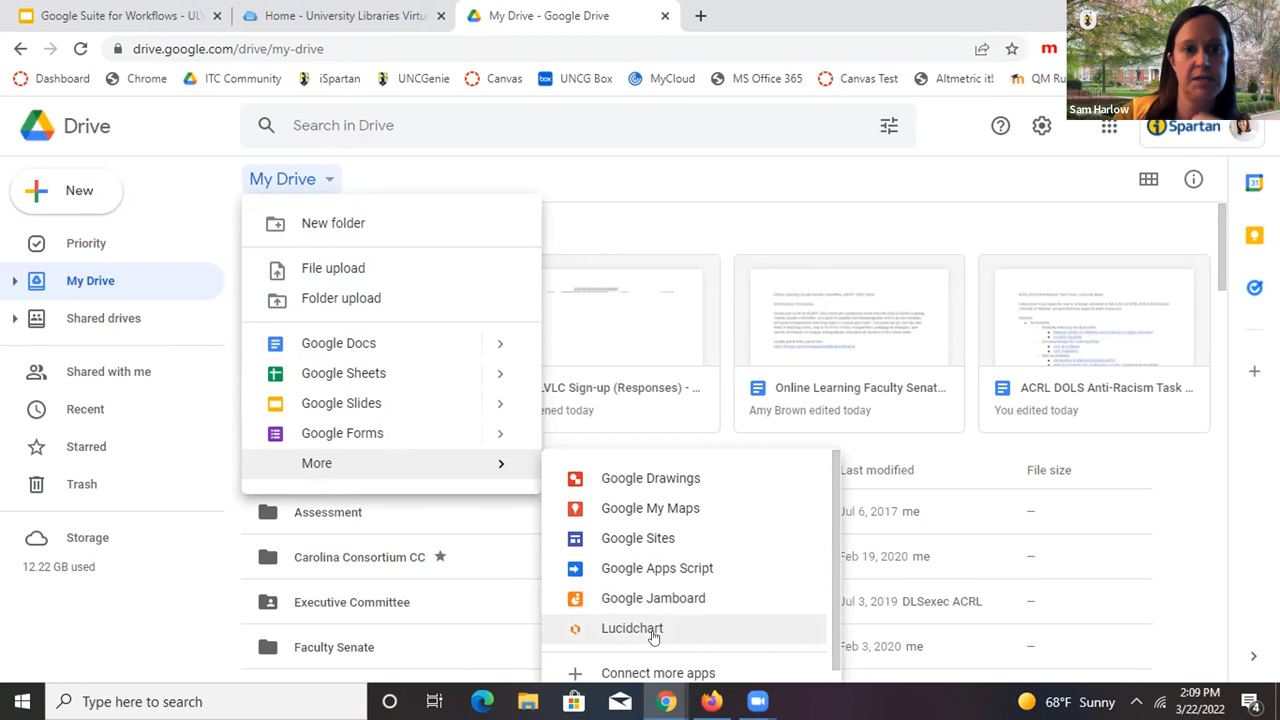 Google Suite for Workflows - ULV
Home - University Libraries Virtu
My Drive - Google Drive
drive.google.com/drive/my-drive
Dashboard
Chrome
ITC Community
iSpartan
UNCGenie
Canvas
UNCG Box
MyCloud
MS Office 365
Canvas Test
Altmetric it!
QM Ru
Sam Harlow
Drive
Search in Drive
iSpartan
New
My Drive
Priority
My Drive
Shared drives
Shared with me
Recent
Starred
Trash
Storage
12.22 GB used
New folder
File upload
Folder upload
Google Docs
Google Sheets
Google Slides
Google Forms
More
LVLC Sign-up (Responses) - ...
ened today
Online Learning Faculty Senat...
Amy Brown edited today
ACRL DOLS Anti-Racism Task ...
You edited today
Google Drawings
Google My Maps
Google Sites
Google Apps Script
Google Jamboard
Lucidchart
Connect more apps
Last modified
File size
Assessment
Jul 6, 2017 me
—
Carolina Consortium CC
Feb 19, 2020 me
—
Executive Committee
Jul 3, 2019 DLSexec ACRL
—
Faculty Senate
Feb 3, 2020 me
—
Type here to search
68°F Sunny
2:09 PM
3/22/2022
4